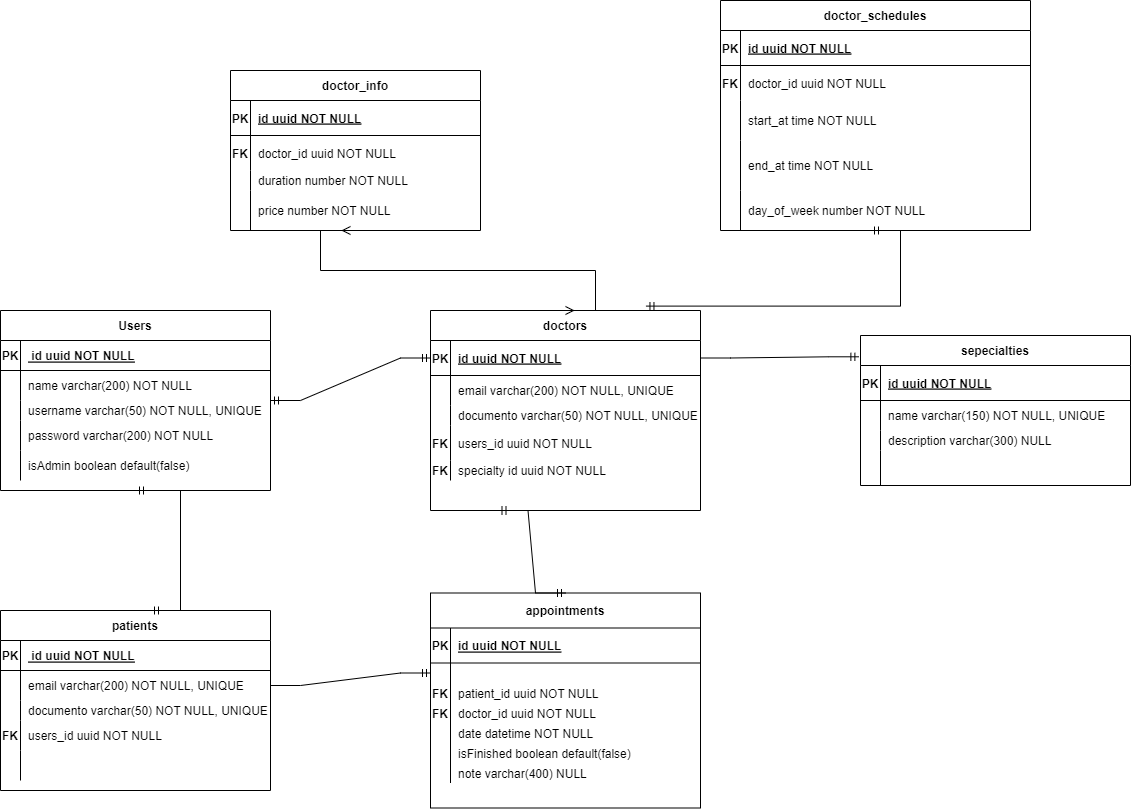 doctor_schedules
PK id uuid NOT NULL
FK doctor_id uuid NOT NULL
start_at time NOT NULL
end_at time NOT NULL
day_of_week number NOT NULL
doctor_info
PK id uuid NOT NULL
FK doctor_id uuid NOT NULL
duration number NOT NULL
price number NOT NULL
Users
PK id uuid NOT NULL
name varchar(200) NOT NULL
username varchar(50) NOT NULL, UNIQUE
password varchar(200) NOT NULL
isAdmin boolean default(false)
doctors
PK id uuid NOT NULL
email varchar(200) NOT NULL, UNIQUE
documento varchar(50) NOT NULL, UNIQUE
FK users_id uuid NOT NULL
FK specialty id uuid NOT NULL
sepecialties
PK id uuid NOT NULL
name varchar(150) NOT NULL, UNIQUE
description varchar(300) NULL
patients
PK id uuid NOT NULL
email varchar(200) NOT NULL, UNIQUE
documento varchar(50) NOT NULL, UNIQUE
FK users_id uuid NOT NULL
appointments
PK id uuid NOT NULL
FK patient_id uuid NOT NULL
FK doctor_id uuid NOT NULL
date datetime NOT NULL
isFinished boolean default(false)
note varchar(400) NULL